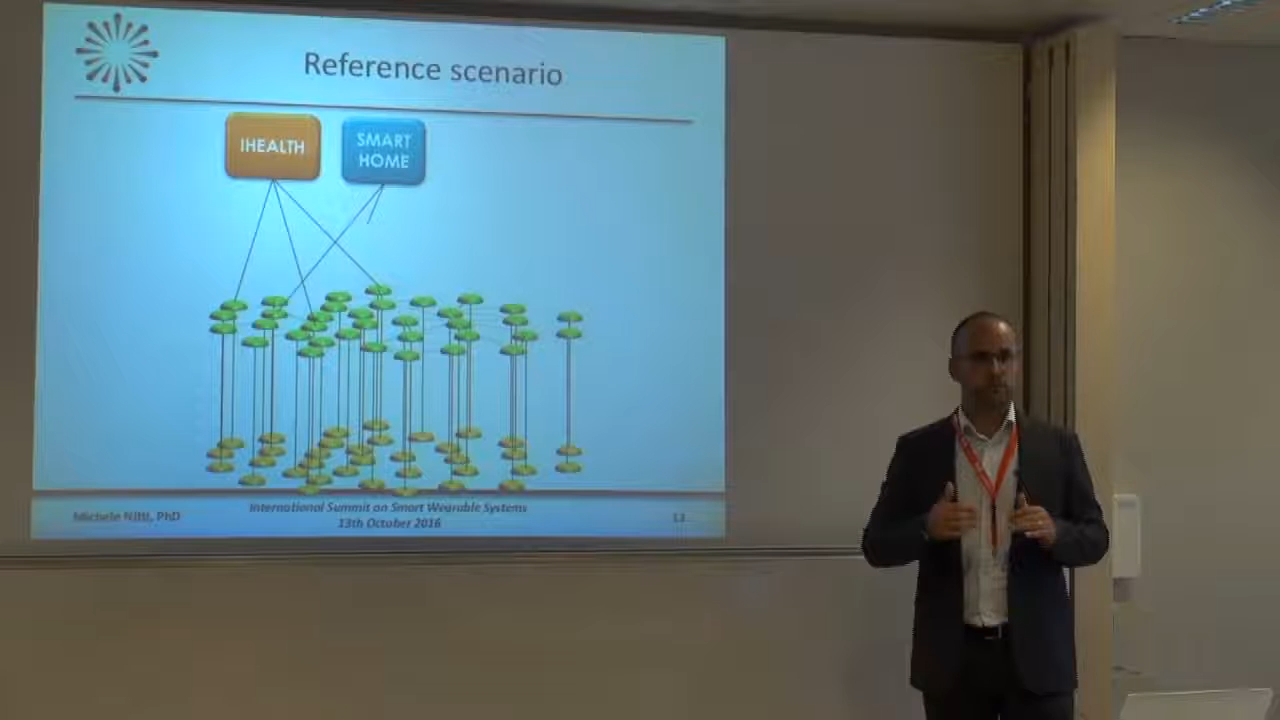 Reference scenario
IHEALTH
SMART
HOME
Michele Nitti, PhD
International Summit on Smart Wearable Systems
13th October 2016